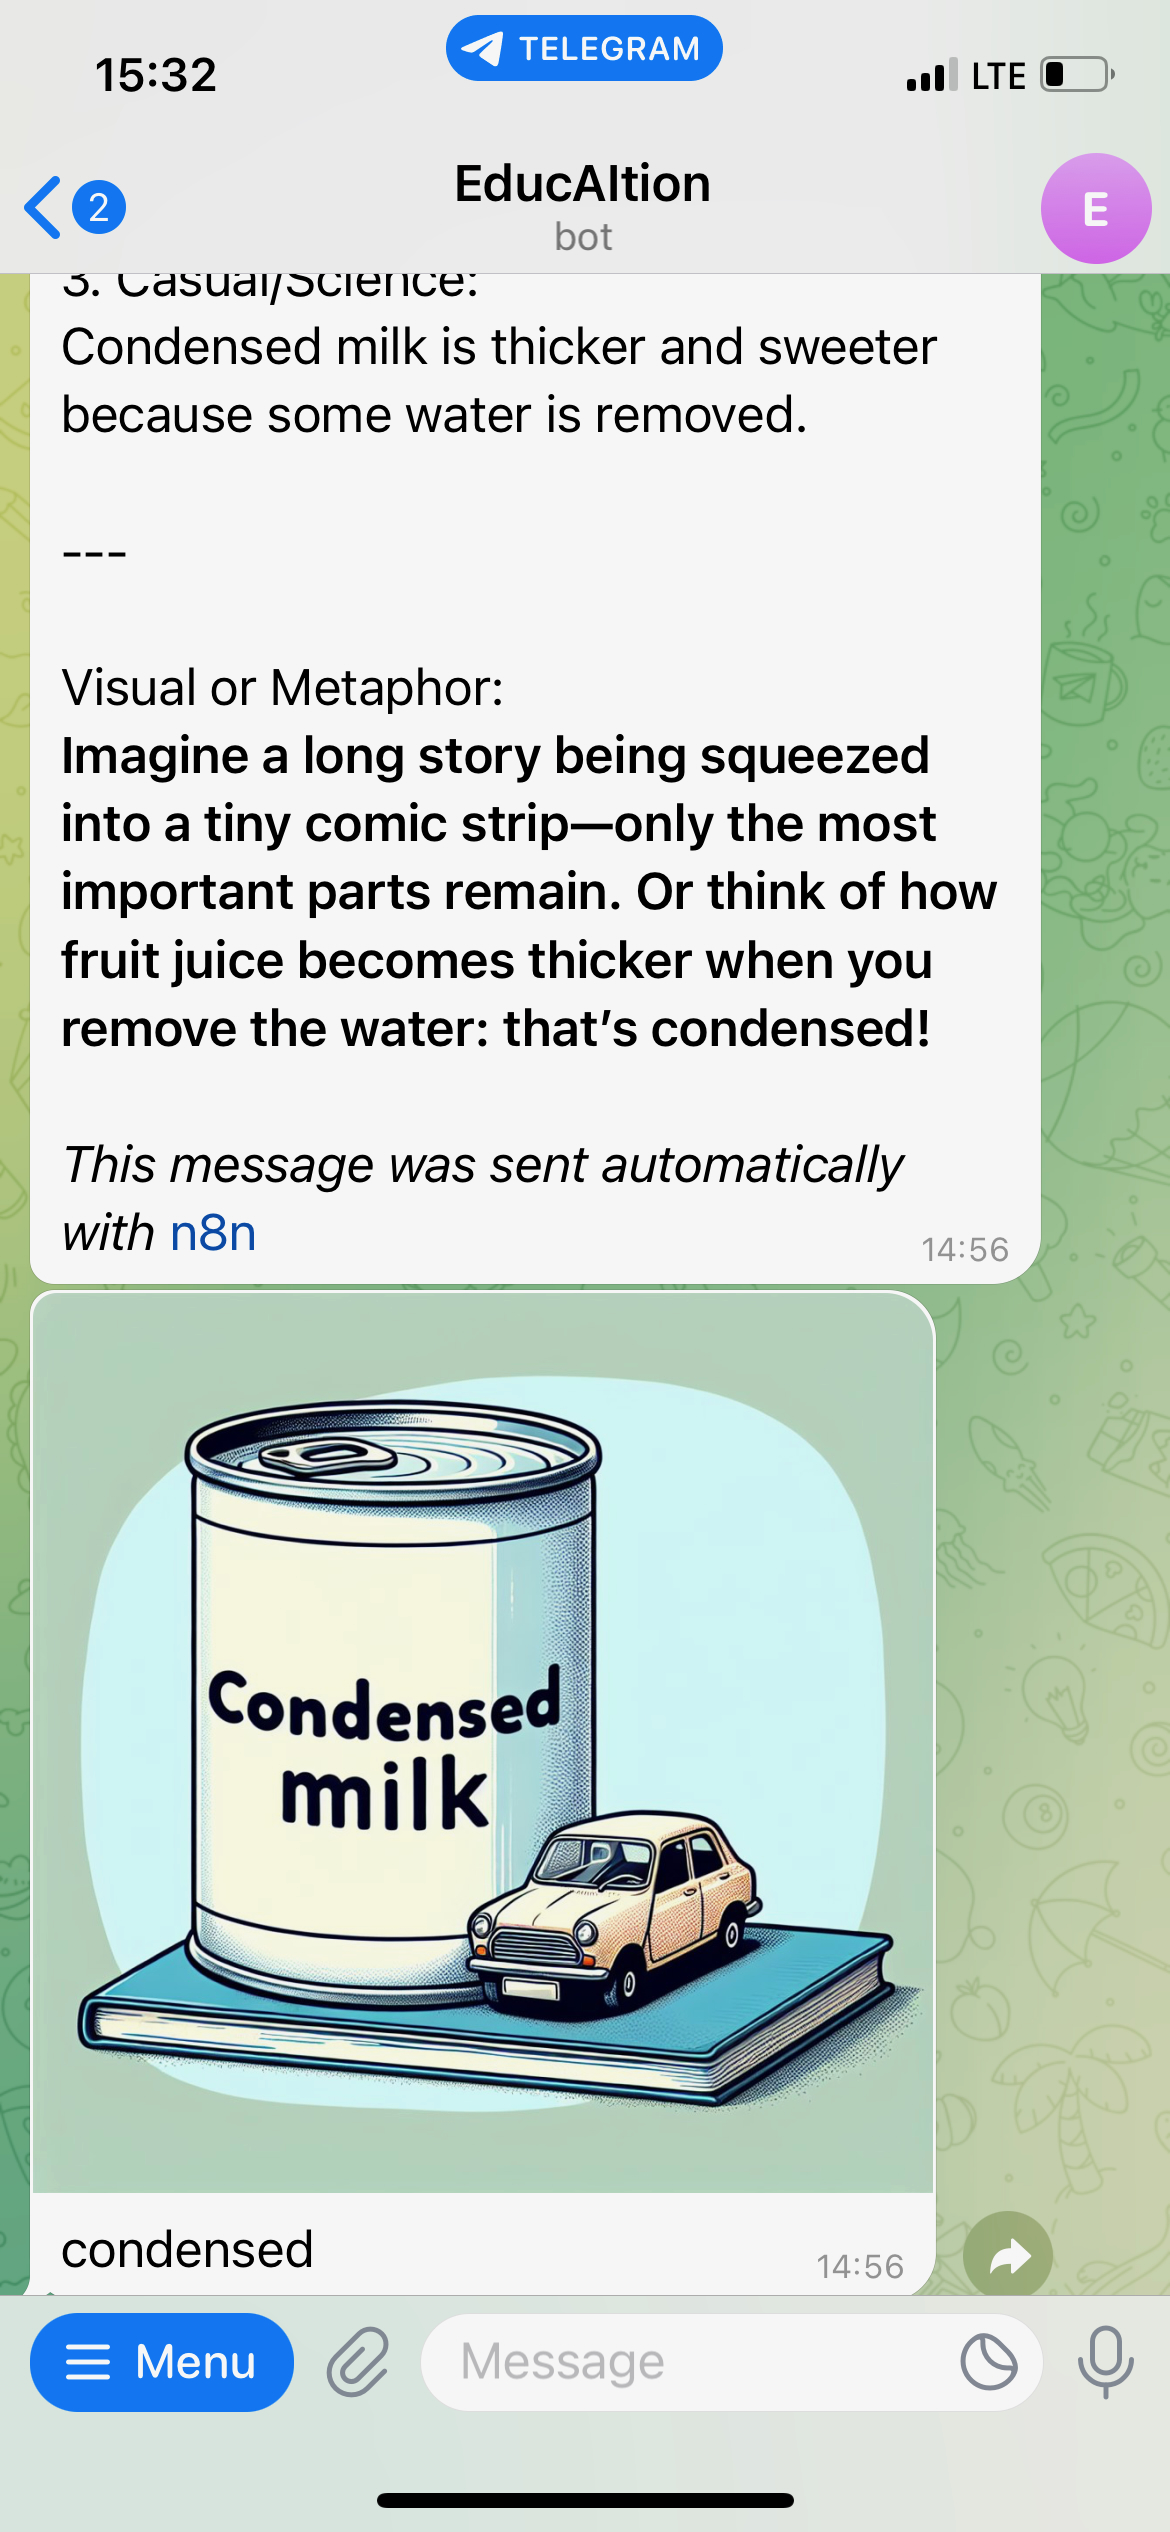 15:32
TELEGRAM
LTE
2
EducAItion
bot
E
3. Casual/Science:
Condensed milk is thicker and sweeter
because some water is removed.
---
Visual or Metaphor:
Imagine a long story being squeezed
into a tiny comic strip—only the most
important parts remain. Or think of how
fruit juice becomes thicker when you
remove the water: that’s condensed!
This message was sent automatically
with n8n
14:56
Condensed
milk
condensed
14:56
Menu
Message